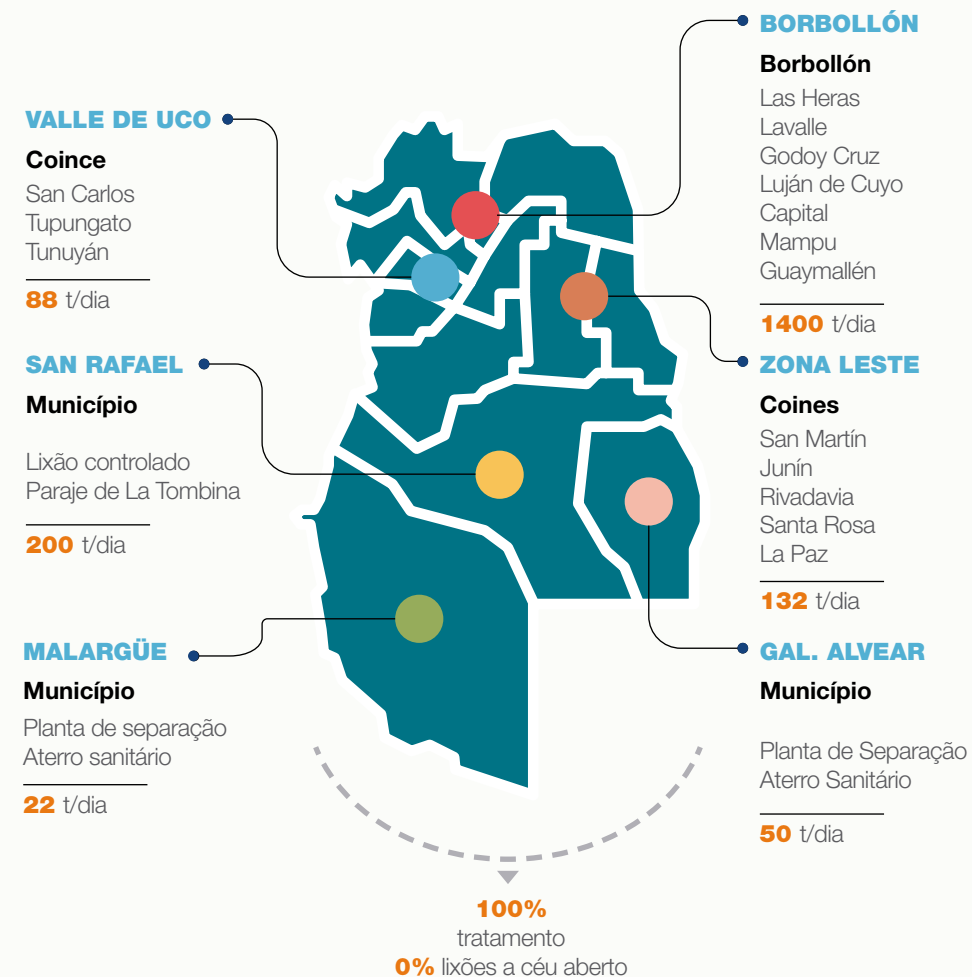 VALLE DE UCO
Coince
San Carlos
Tupungato
Tunuyán
88 t/dia
SAN RAFAEL
Município
Lixão controlado
Paraje de La Tombina
200 t/dia
MALARGÜE
Município
Planta de separação
Aterro sanitário
22 t/dia
BORBOLLÓN
Borbollón
Las Heras
Lavalle
Godoy Cruz
Luján de Cuyo
Capital
Mampu
Guaymallén
1400 t/dia
ZONA LESTE
Coines
San Martín
Junín
Rivadavia
Santa Rosa
La Paz
132 t/dia
GAL. ALVEAR
Município
Planta de Separação
Aterro Sanitário
50 t/dia
100%
tratamento
0% lixões a céu aberto